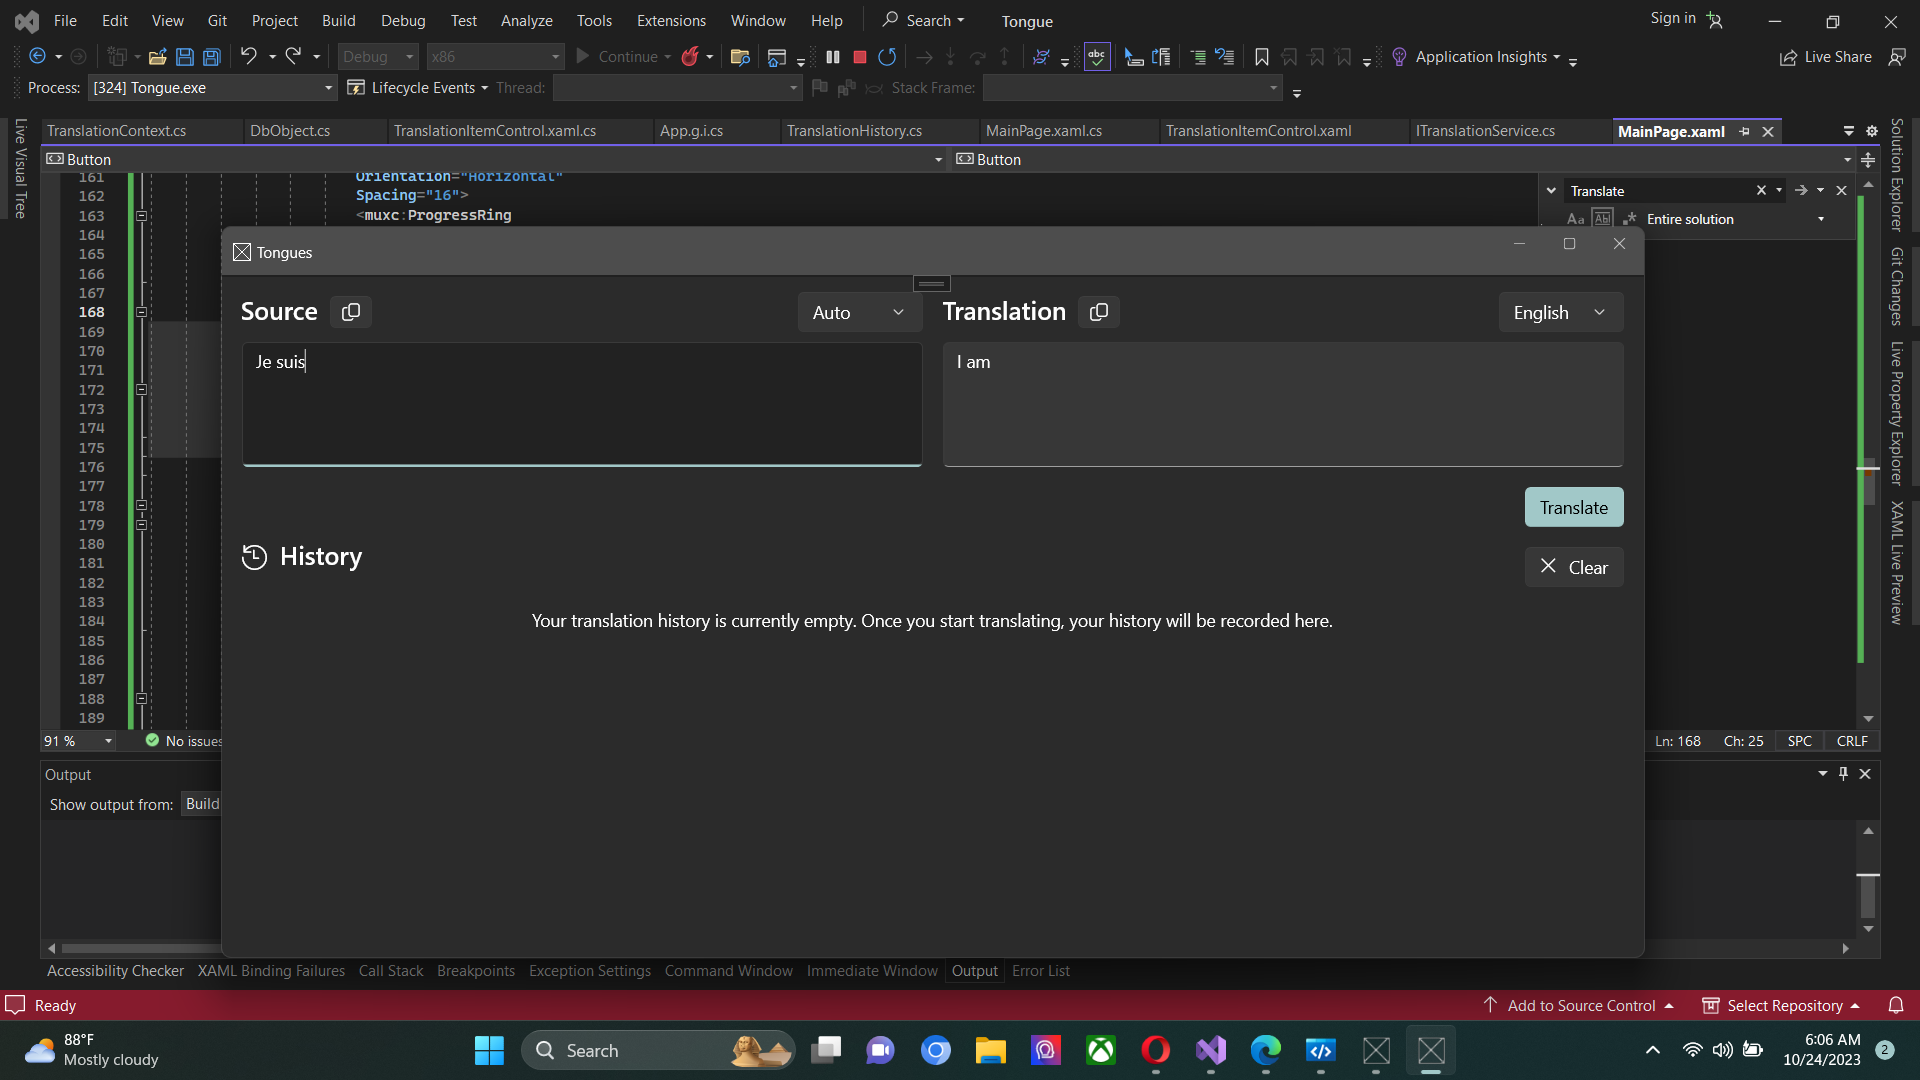 File Edit View Git Project Build Debug Test Analyze Tools Extensions Window Help Search Tongue Sign in
Debug x86 Continue Application Insights Live Share
Process: [324] Tongue.exe Lifecycle Events Thread: Stack Frame:
TranslationContext.cs DbObject.cs TranslationItemControl.xaml.cs App.g.i.cs TranslationHistory.cs MainPage.xaml.cs TranslationItemControl.xaml ITranslationService.cs MainPage.xaml
Button Button
161 Orientation="Horizontal"
162 Spacing="16">
163 <muxc:ProgressRing
164
165
166
167
168
169
170
171
172
173
174
175
176
177
178
179
180
181
182
183
184
185
186
187
188
189
Translate
Aa Ab Entire solution
Live Visual Tree
Solution Explorer
Git Changes
Live Property Explorer
XAML Live Preview
Tongues
Source Auto Translation English
Je suis I am
Translate
History Clear
Your translation history is currently empty. Once you start translating, your history will be recorded here.
91 % No issues Ln: 168 Ch: 25 SPC CRLF
Output
Show output from: Build
Accessibility Checker XAML Binding Failures Call Stack Breakpoints Exception Settings Command Window Immediate Window Output Error List
Ready Add to Source Control Select Repository
88°F
Mostly cloudy
Search
6:06 AM
10/24/2023
2